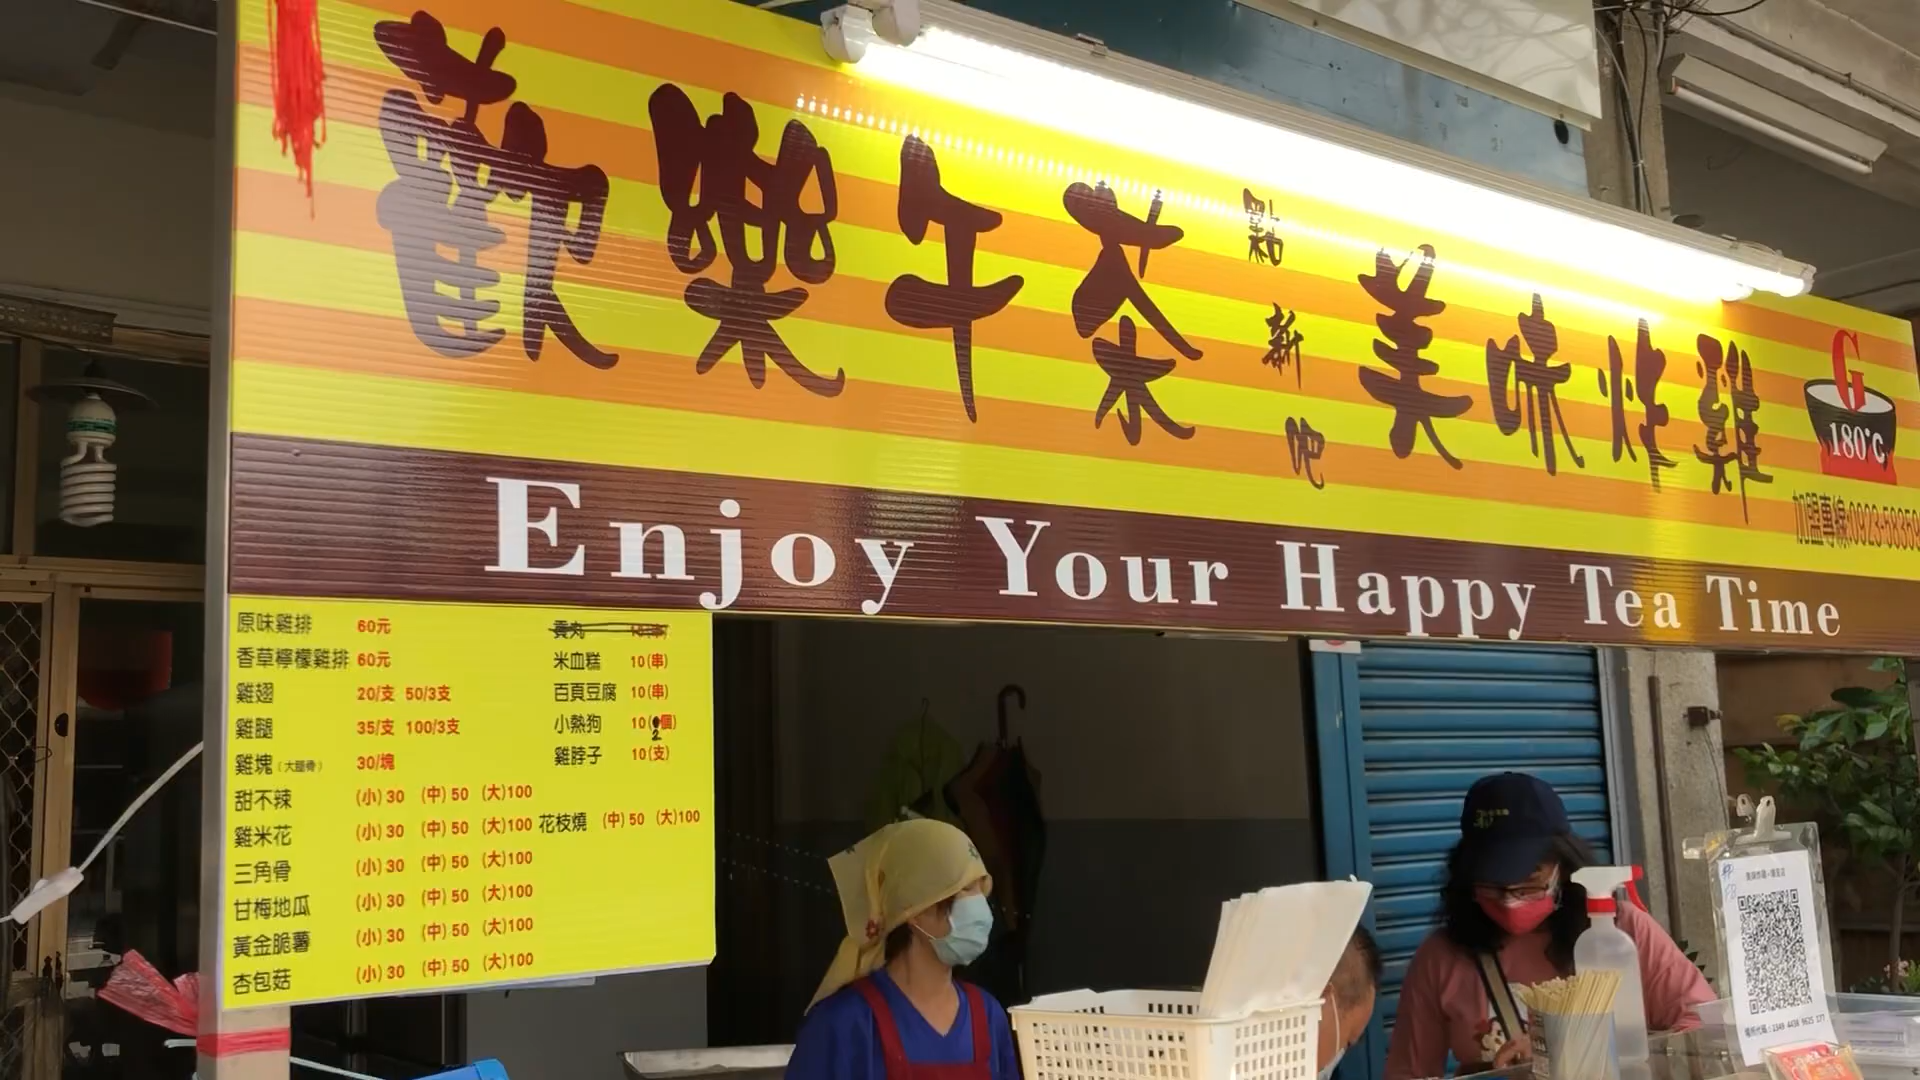 歡樂午茶 點新吧 美味炸雞
G
180°C
加盟專線:0923-5835
Enjoy Your Happy Tea Time
原味雞排 60元
香草檸檬雞排 60元
雞翅 20/支 50/3支
雞腿 35/支 100/3支
雞塊(大腿骨) 30/塊
甜不辣 (小)30 (中)50 (大)100
雞米花 (小)30 (中)50 (大)100
三角骨 (小)30 (中)50 (大)100
甘梅地瓜 (小)30 (中)50 (大)100
黃金脆薯 (小)30 (中)50 (大)100
杏包菇 (小)30 (中)50 (大)100
貢丸 10(串)
米血糕 10(串)
百頁豆腐 10(串)
小熱狗 10(2個)
雞脖子 10(支)
花枝燒 (中)50 (大)100